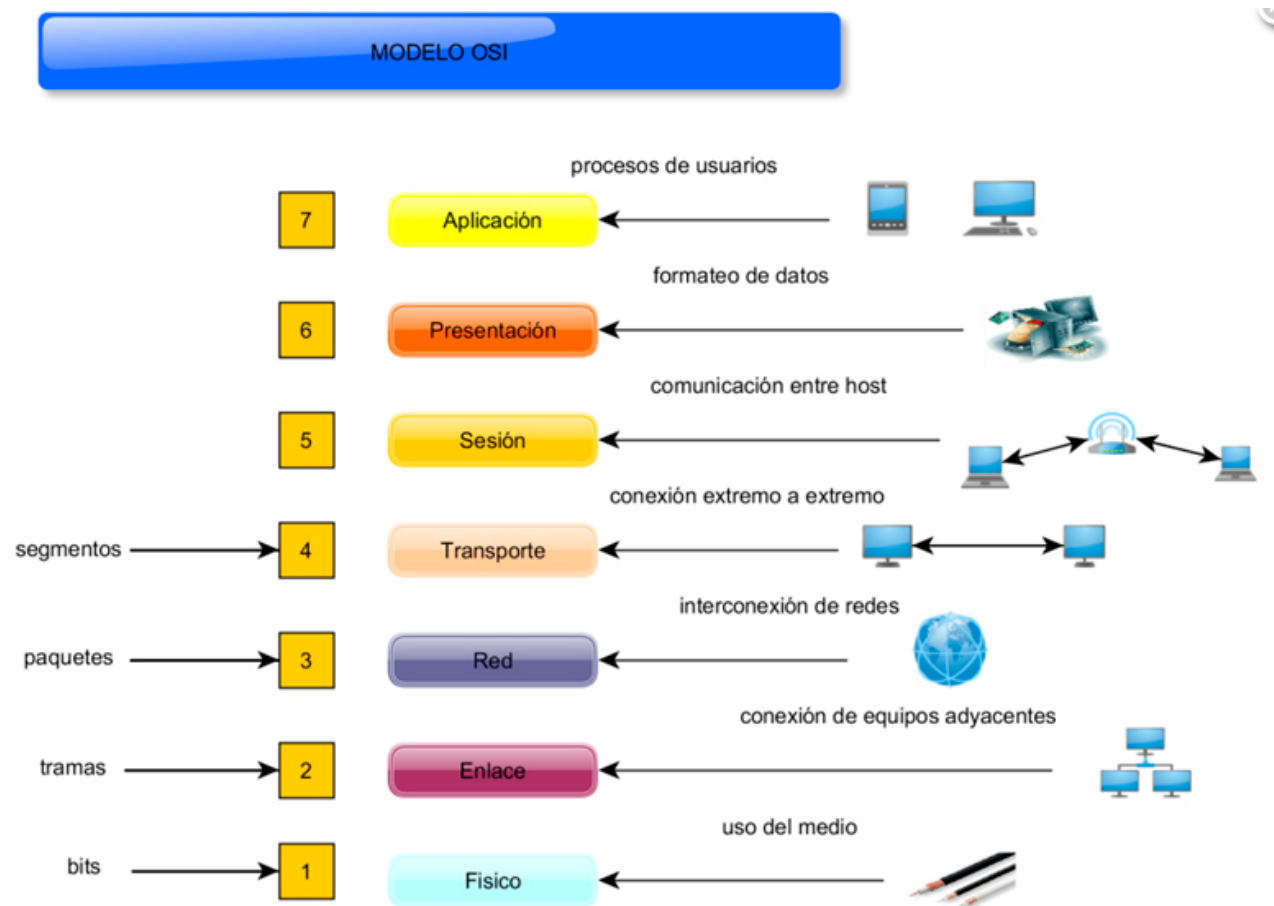 MODELO OSI
procesos de usuarios
7 Aplicación
formateo de datos
6 Presentación
comunicación entre host
5 Sesión
conexión extremo a extremo
segmentos 4 Transporte
interconexión de redes
paquetes 3 Red
conexión de equipos adyacentes
tramas 2 Enlace
uso del medio
bits 1 Fisico